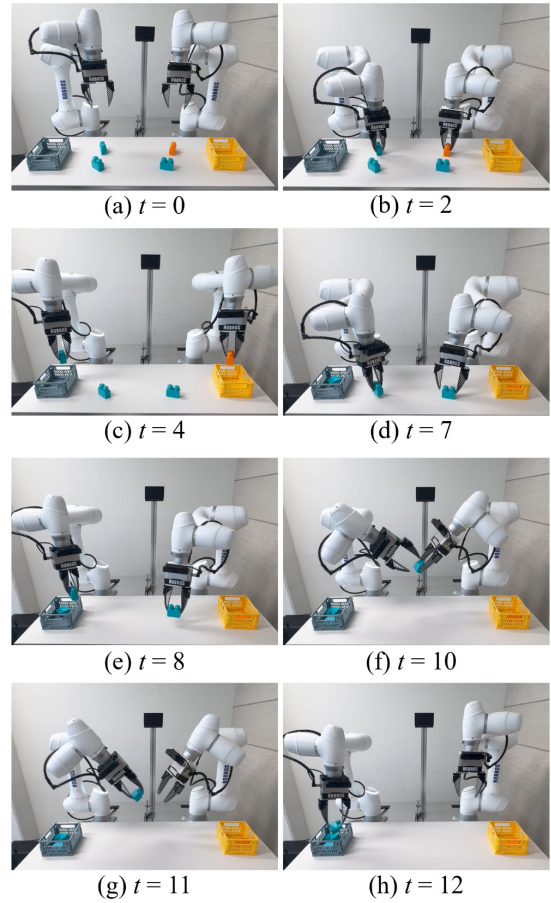 (a) t = 0
(b) t = 2
(c) t = 4
(d) t = 7
(e) t = 8
(f) t = 10
(g) t = 11
(h) t = 12